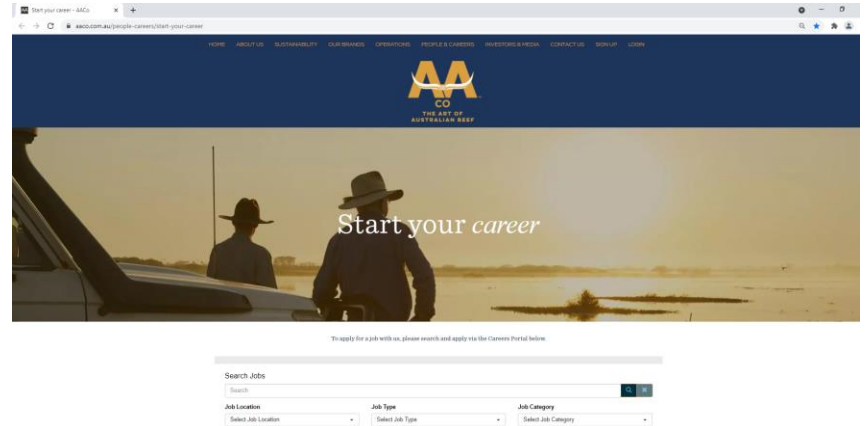 Start your career - AACo
aaco.com.au/people-careers/start-your-career
HOME ABOUT US SUSTAINABILITY OUR BRANDS OPERATIONS PEOPLE & CAREERS INVESTORS & MEDIA CONTACT US SIGN UP LOGIN
AA
CO
THE ART OF
AUSTRALIAN BEEF
Start your career
To apply for a job with us, please search and apply via the Careers Portal below.
Search Jobs
Search
Job Location Job Type Job Category
Select Job Location Select Job Type Select Job Category